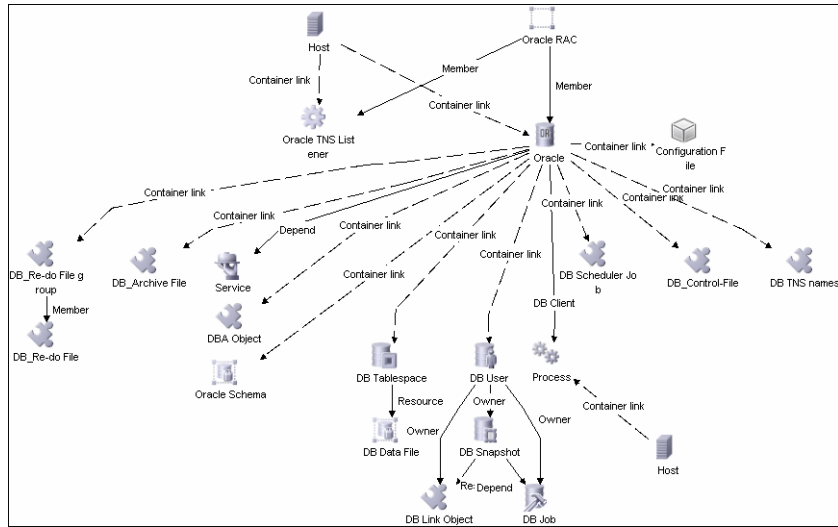 Host
Oracle RAC
Container link
Member
Container link
Member
Oracle TNS List
ener
Oracle
Container link
Configuration F
ile
Container link
Container link
Depend
Container link
Container link
Container link
Container link
Container link
Container link
Container link
DB_Re-do File g
roup
DB_Archive File
Service
DB Scheduler Jo
b
DB_Control-File
DB TNS names
Member
DB Client
DB_Re-do File
DBA Object
Oracle Schema
DB Tablespace
DB User
Process
Resource
Owner
Container link
Owner
Owner
DB Data File
DB Snapshot
Host
Re
Depend
DB Link Object
DB Job